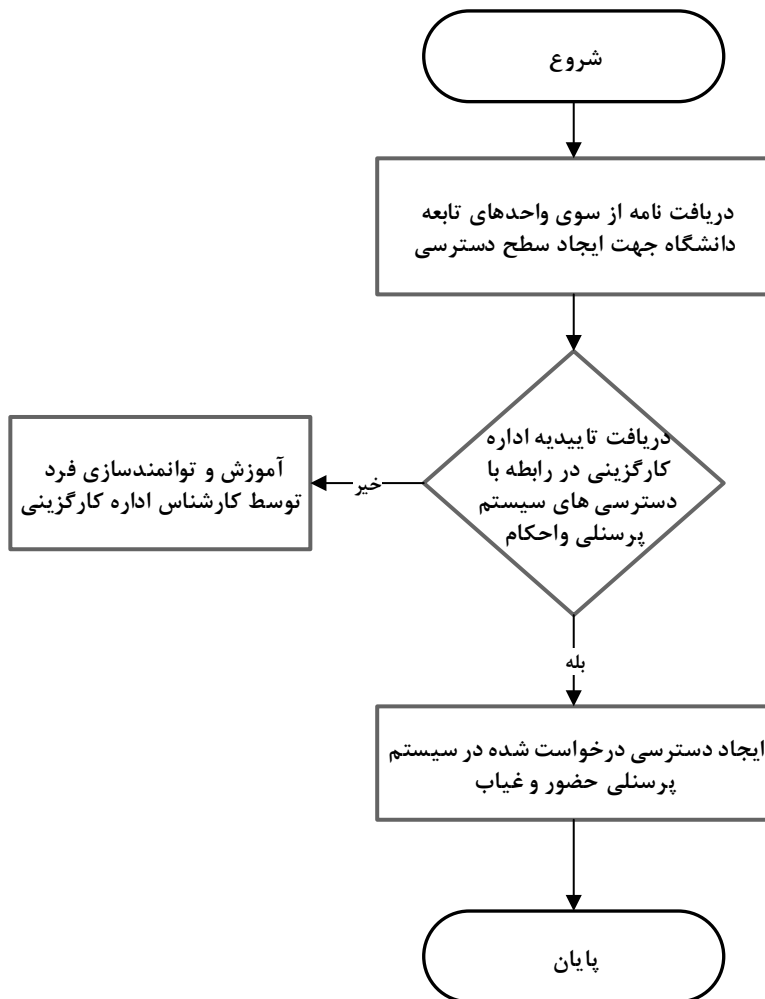 شروع
دریافت نامه از سوی واحدهای تابعه
دانشگاه جهت ایجاد سطح دسترسی
دریافت تاییدیه اداره
کارگزینی در رابطه با
دسترسی های سیستم
پرسنلی واحکام
خیر
آموزش و توانمندسازی فرد
توسط کارشناس اداره کارگزینی
بله
ایجاد دسترسی درخواست شده در سیستم
پرسنلی حضور و غیاب
پایان